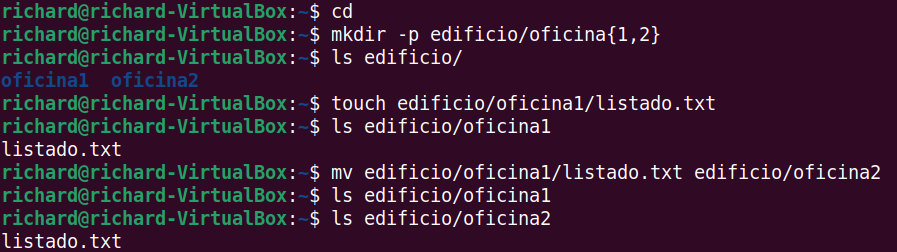 richard@richard-VirtualBox:~$ cd
richard@richard-VirtualBox:~$ mkdir -p edificio/oficina{1,2}
richard@richard-VirtualBox:~$ ls edificio/
oficina1  oficina2
richard@richard-VirtualBox:~$ touch edificio/oficina1/listado.txt
richard@richard-VirtualBox:~$ ls edificio/oficina1
listado.txt
richard@richard-VirtualBox:~$ mv edificio/oficina1/listado.txt edificio/oficina2
richard@richard-VirtualBox:~$ ls edificio/oficina1
richard@richard-VirtualBox:~$ ls edificio/oficina2
listado.txt